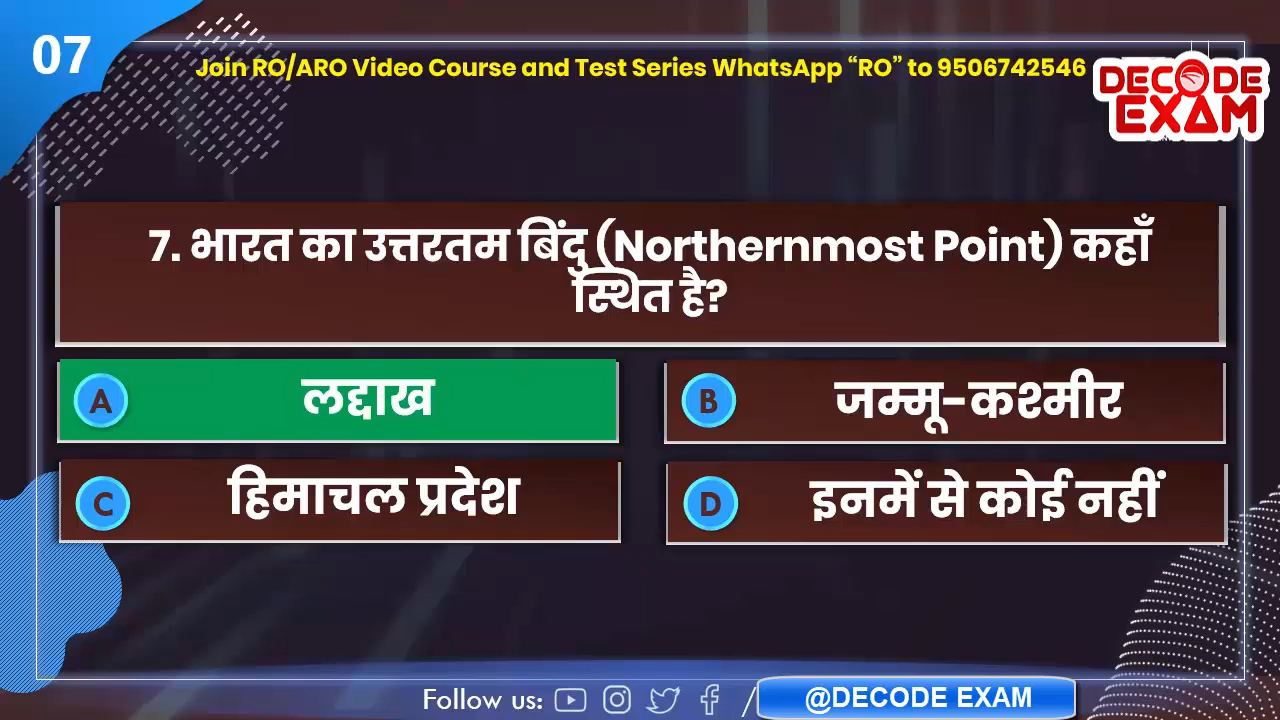 07
Join RO/ARO Video Course and Test Series WhatsApp “RO” to 9506742546
DECODE
EXAM
7. भारत का उत्तरतम बिंदु (Northernmost Point) कहाँ
स्थित है?
A लद्दाख
B जम्मू-कश्मीर
C हिमाचल प्रदेश
D इनमें से कोई नहीं
Follow us: / @DECODE EXAM